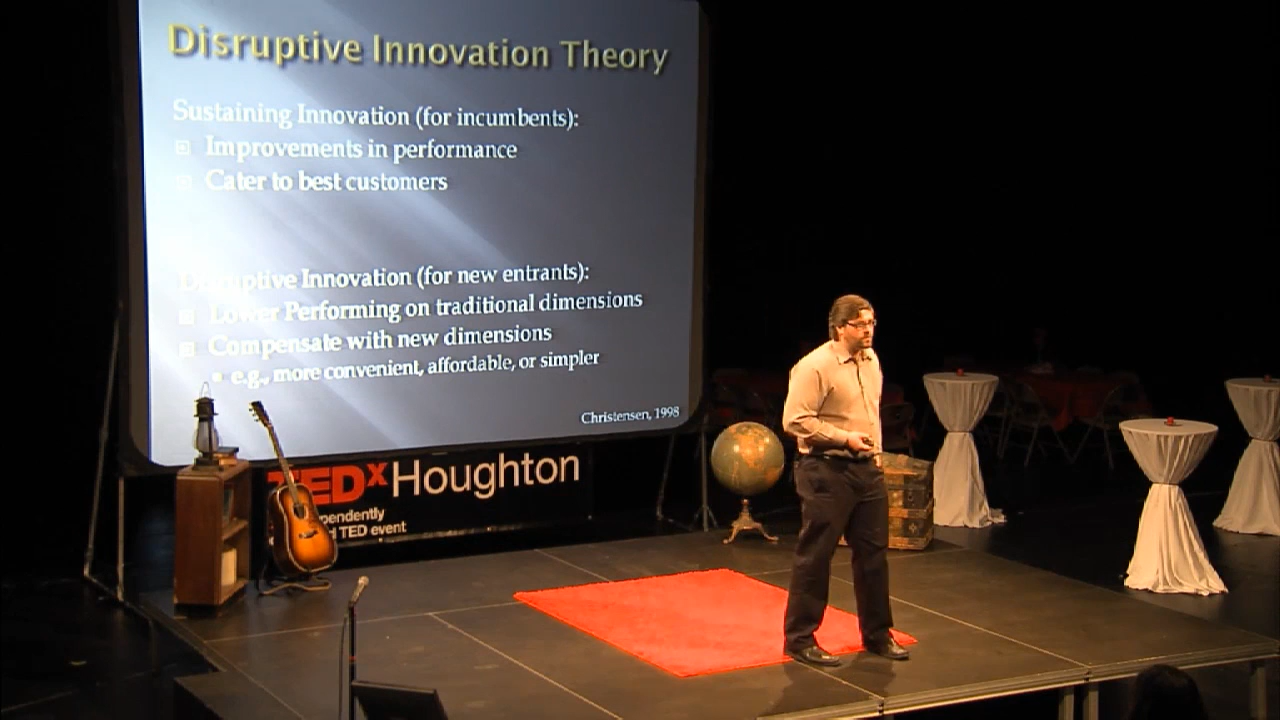 Disruptive Innovation Theory
Sustaining Innovation (for incumbents):
Improvements in performance
Cater to best customers
Disruptive Innovation (for new entrants):
Lower Performing on traditional dimensions
Compensate with new dimensions
e.g., more convenient, affordable, or simpler
Christensen, 1998
TEDx Houghton
pendently
TED event